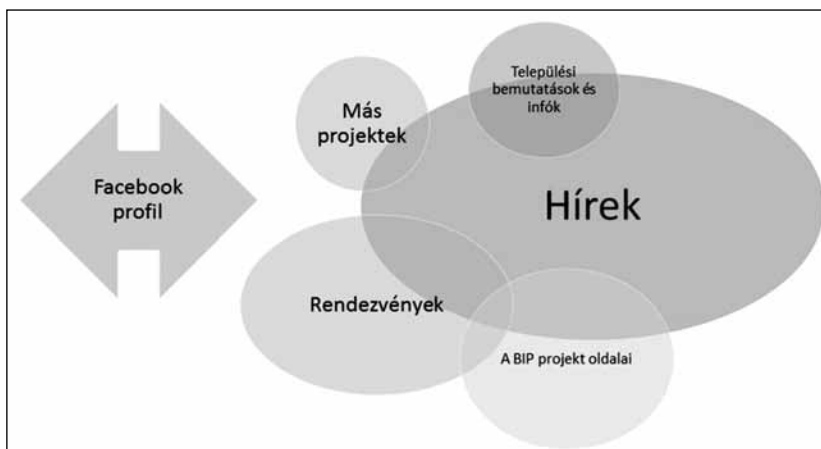 Facebook
profil
Más
projektek
Települési
bemutatások és
infók
Hírek
Rendezvények
A BIP projekt oldalai